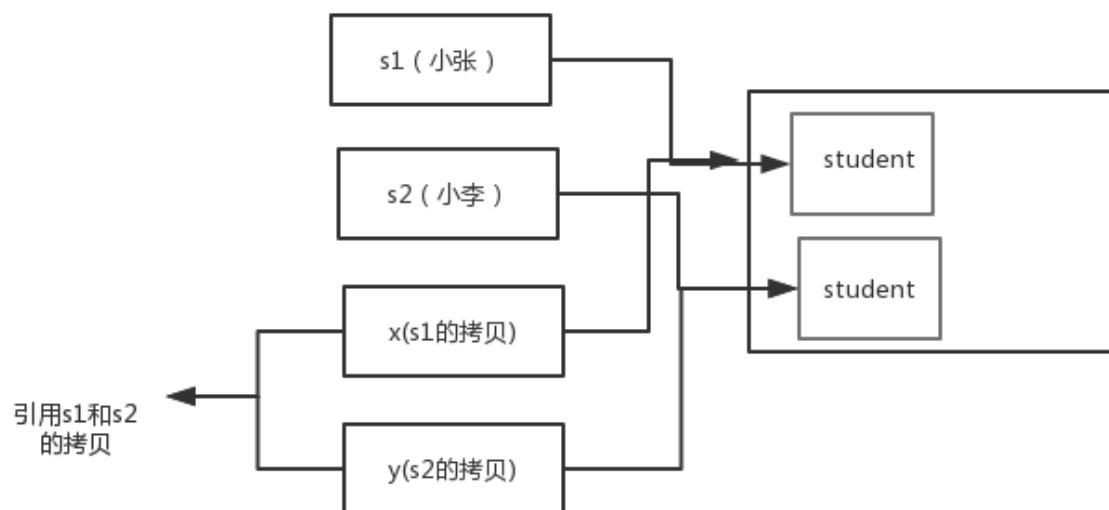 s1（小张）
student
s2（小李）
student
x(s1的拷贝)
引用s1和s2
的拷贝
y(s2的拷贝)